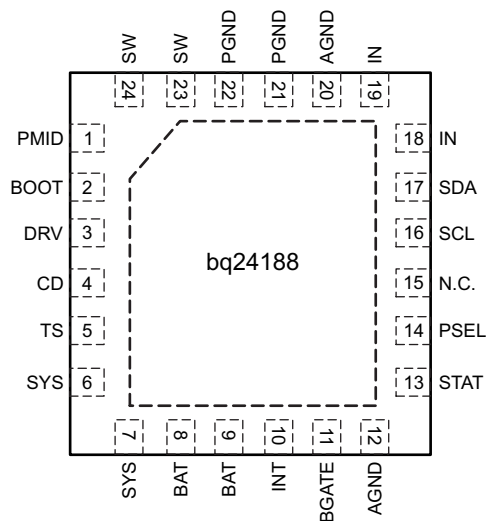 SW
SW
PGND
PGND
AGND
IN
24
23
22
21
20
19
PMID 1
BOOT 2
DRV 3
CD 4
TS 5
SYS 6
bq24188
18 IN
17 SDA
16 SCL
15 N.C.
14 PSEL
13 STAT
7
8
9
10
11
12
SYS
BAT
BAT
INT
BGATE
AGND